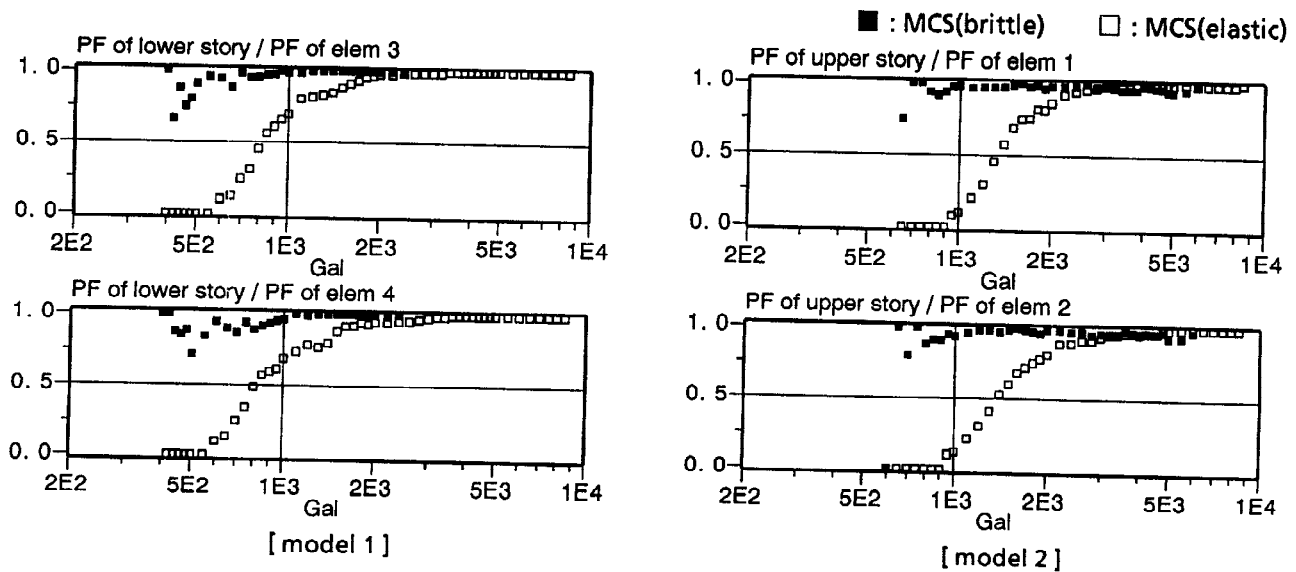 ■ : MCS(brittle) □ : MCS(elastic)
PF of lower story / PF of elem 3
1.0
0.5
0.0
2E2 5E2 1E3 2E3 5E3 1E4
Gal
PF of lower story / PF of elem 4
1.0
0.5
0.0
2E2 5E2 1E3 2E3 5E3 1E4
Gal
[ model 1 ]
PF of upper story / PF of elem 1
1.0
0.5
0.0
2E2 5E2 1E3 2E3 5E3 1E4
Gal
PF of upper story / PF of elem 2
1.0
0.5
0.0
2E2 5E2 1E3 2E3 5E3 1E4
Gal
[ model 2 ]